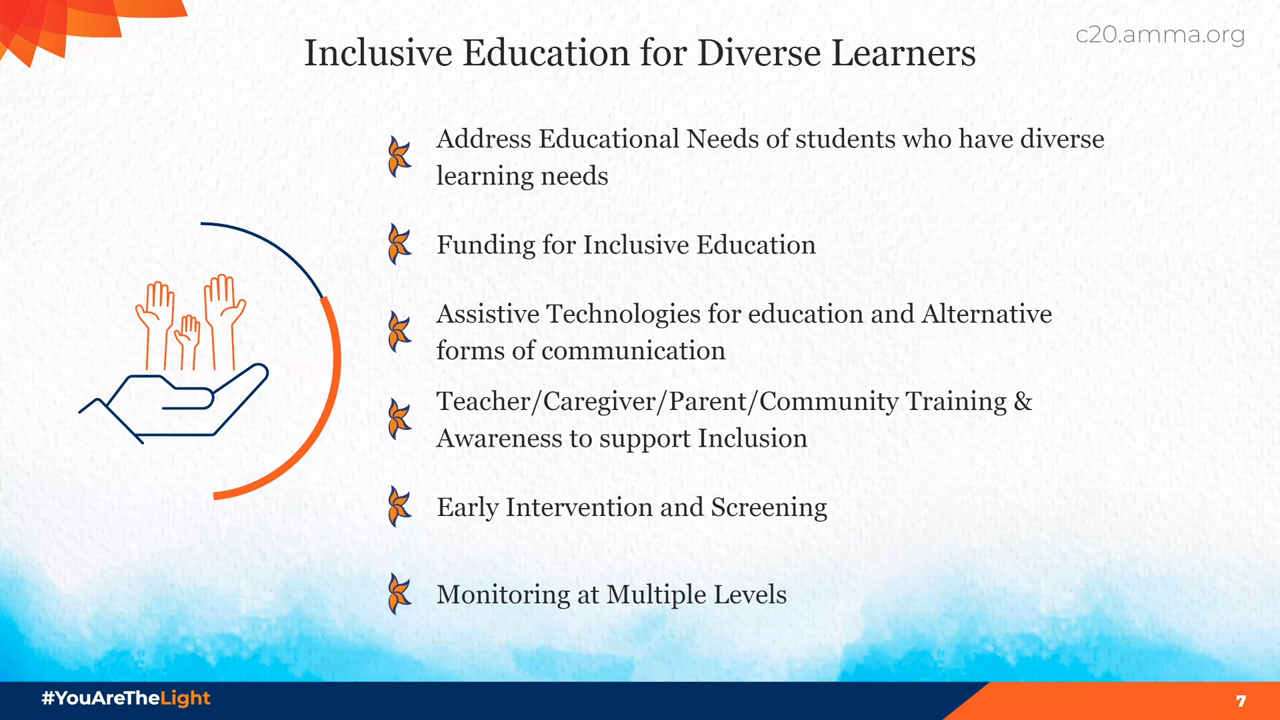 c20.amma.org
Inclusive Education for Diverse Learners
Address Educational Needs of students who have diverse
learning needs
Funding for Inclusive Education
Assistive Technologies for education and Alternative
forms of communication
Teacher/Caregiver/Parent/Community Training &
Awareness to support Inclusion
Early Intervention and Screening
Monitoring at Multiple Levels
#YouAreTheLight
7